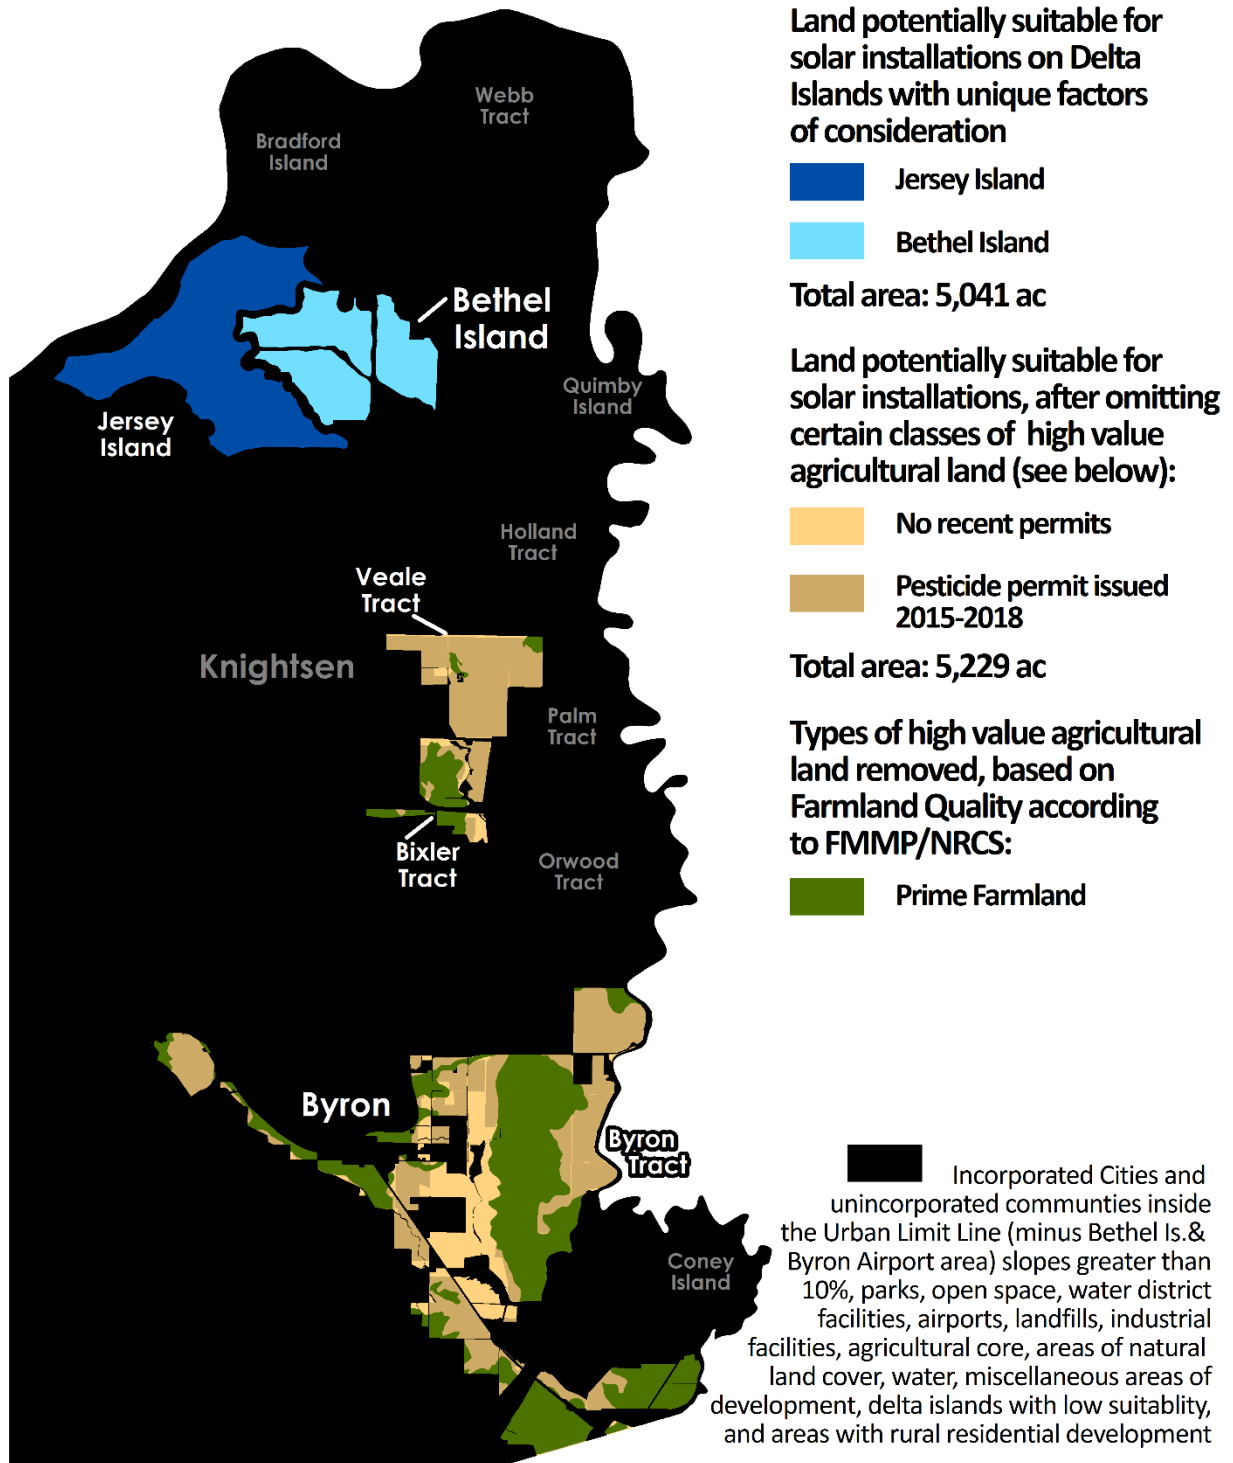 Land potentially suitable for
solar installations on Delta
Islands with unique factors
of consideration
Jersey Island
Bethel Island
Total area: 5,041 ac
Land potentially suitable for
solar installations, after omitting
certain classes of high value
agricultural land (see below):
No recent permits
Pesticide permit issued
2015-2018
Total area: 5,229 ac
Types of high value agricultural
land removed, based on
Farmland Quality according
to FMMP/NRCS:
Prime Farmland
Incorporated Cities and
unincorporated communties inside
the Urban Limit Line (minus Bethel Is.&
Byron Airport area) slopes greater than
10%, parks, open space, water district
facilities, airports, landfills, industrial
facilities, agricultural core, areas of natural
land cover, water, miscellaneous areas of
development, delta islands with low suitablity,
and areas with rural residential development
Webb
Tract
Bradford
Island
Bethel
Island
Quimby
Island
Jersey
Island
Holland
Tract
Veale
Tract
Knightsen
Palm
Tract
Bixler
Tract
Orwood
Tract
Byron
Byron
Tract
Coney
Island